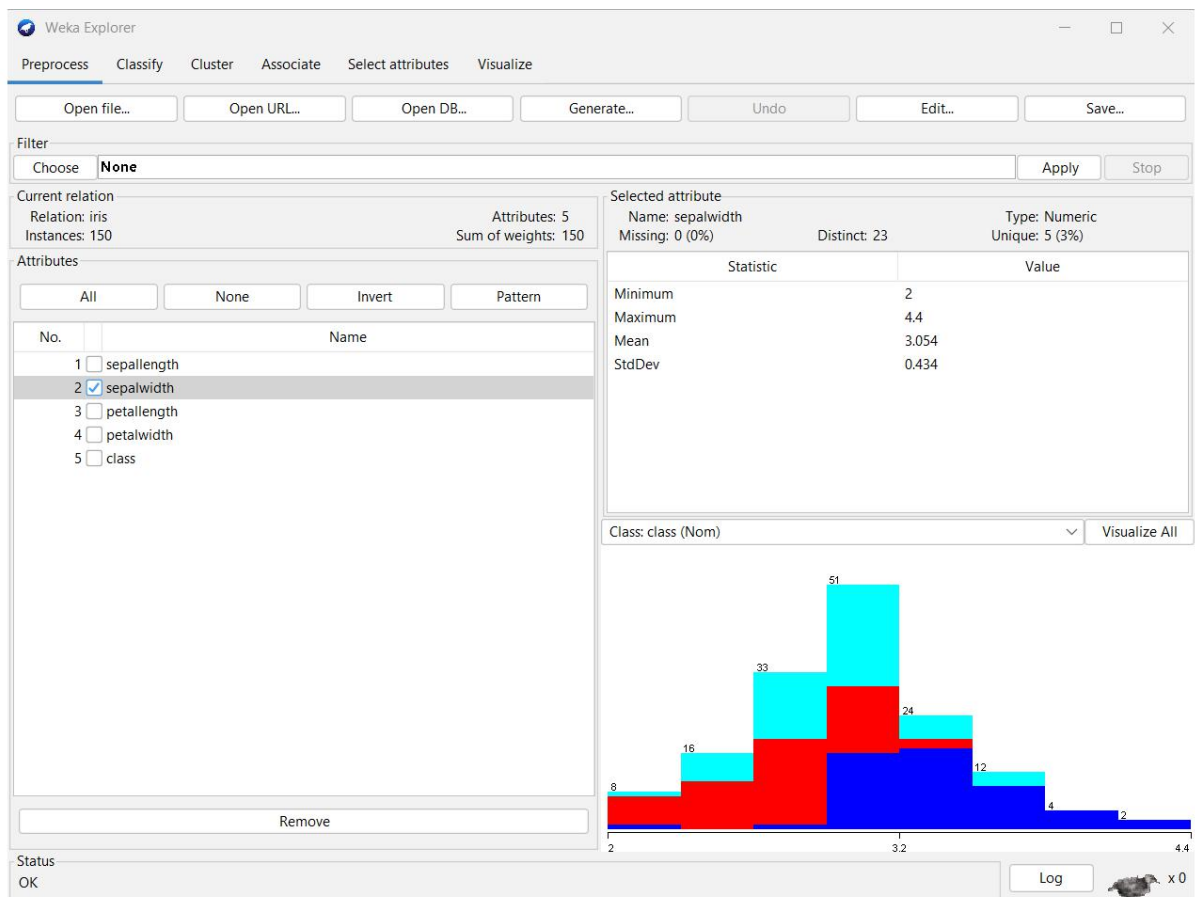 Weka Explorer
Preprocess Classify Cluster Associate Select attributes Visualize
Open file... Open URL... Open DB... Generate... Undo Edit... Save...
Filter
Choose None Apply Stop
Current relation
Relation: iris Attributes: 5
Instances: 150 Sum of weights: 150
Attributes
All None Invert Pattern
No. Name
1 sepallength
2 sepalwidth
3 petallength
4 petalwidth
5 class
Remove
Selected attribute
Name: sepalwidth Type: Numeric
Missing: 0 (0%) Distinct: 23 Unique: 5 (3%)
Statistic Value
Minimum 2
Maximum 4.4
Mean 3.054
StdDev 0.434
Class: class (Nom) Visualize All
51
33
24
16
12
8
4
2
2 3.2 4.4
Status
OK Log x 0